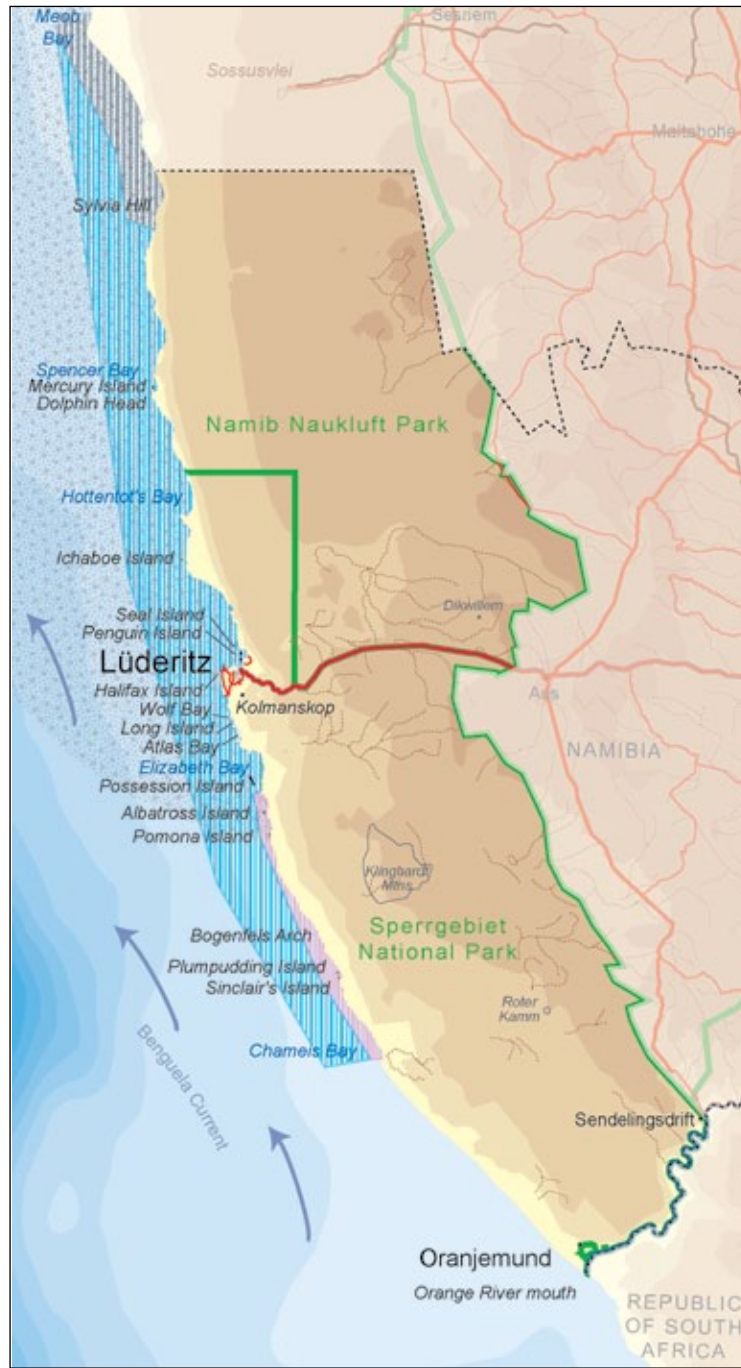 Meob
Bay
Sesriem
Sossusvlei
Maltahohe
Sylvia Hill
Spencer Bay
Mercury Island
Dolphin Head
Namib Naukluft Park
Hottentot's Bay
Ichaboe Island
Dikwillem
Seal Island
Penguin Island
Lüderitz
Halifax Island
Wolf Bay
Kolmanskop
Long Island
Atlas Bay
Aus
NAMIBIA
Elizabeth Bay
Possession Island
Albatross Island
Pomona Island
Klinghardt
Mtns
Sperrgebiet
National Park
Bogenfels Arch
Plumpudding Island
Sinclair's Island
Roter
Kamm
Chameis Bay
Benguela Current
Sendelingsdrift
Oranjemund
Orange River mouth
REPUBLIC
OF SOUTH
AFRICA